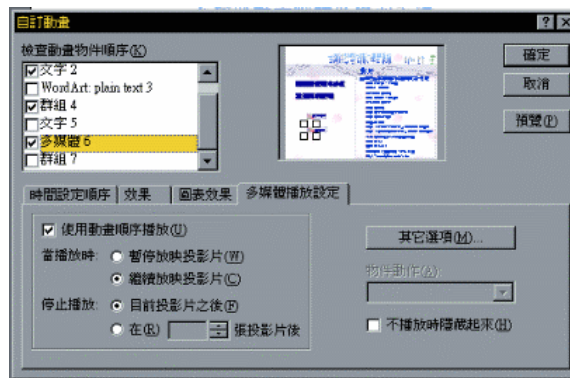 自訂動畫
檢查動畫物件順序(K)
文字 2
WordArt: plain text 3
群組 4
文字 5
多媒體 6
群組 7
確定
取消
預覽(P)
時間設定順序
效果
圖表效果
多媒體播放設定
使用動畫順序播放(U)
當播放時:
暫停放映投影片(W)
繼續放映投影片(C)
停止播放:
目前投影片之後(F)
在(R) 張投影片後
其它選項(M)...
物件動作(A):
不播放時隱藏起來(H)